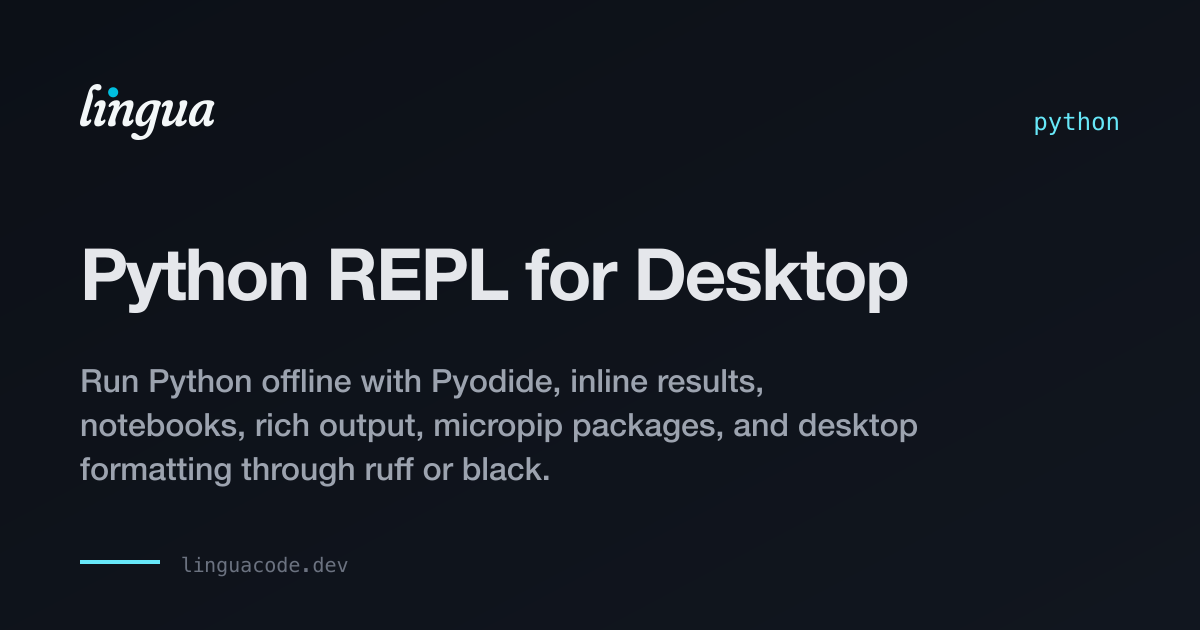 lingua
python
Python REPL for Desktop
Run Python offline with Pyodide, inline results,
notebooks, rich output, micropip packages, and desktop
formatting through ruff or black.
linguacode.dev